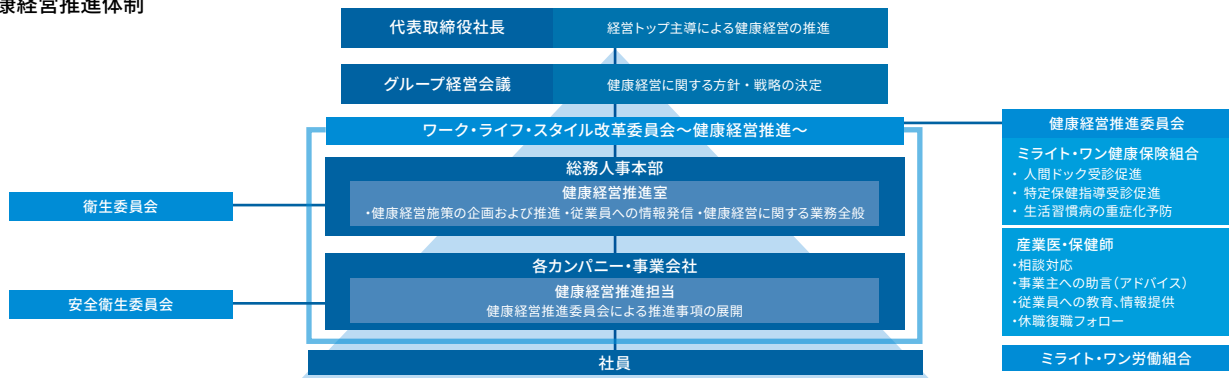 康経営推進体制
代表取締役社長
経営トップ主導による健康経営の推進
グループ経営会議
健康経営に関する方針・戦略の決定
ワーク・ライフ・スタイル改革委員会～健康経営推進～
総務人事本部
健康経営推進室
・健康経営施策の企画および推進・従業員への情報発信・健康経営に関する業務全般
衛生委員会
各カンパニー・事業会社
健康経営推進担当
健康経営推進委員会による推進事項の展開
安全衛生委員会
社員
健康経営推進委員会
ミライト・ワン健康保険組合
・ 人間ドック受診促進
・ 特定保健指導受診促進
・ 生活習慣病の重症化予防
産業医・保健師
・相談対応
・事業主への助言（アドバイス）
・従業員への教育、情報提供
・休職復職フォロー
ミライト・ワン労働組合